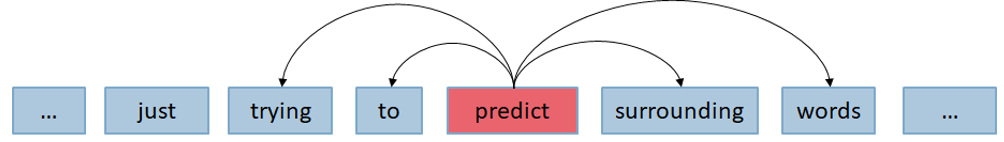 ... just trying to predict surrounding words ...